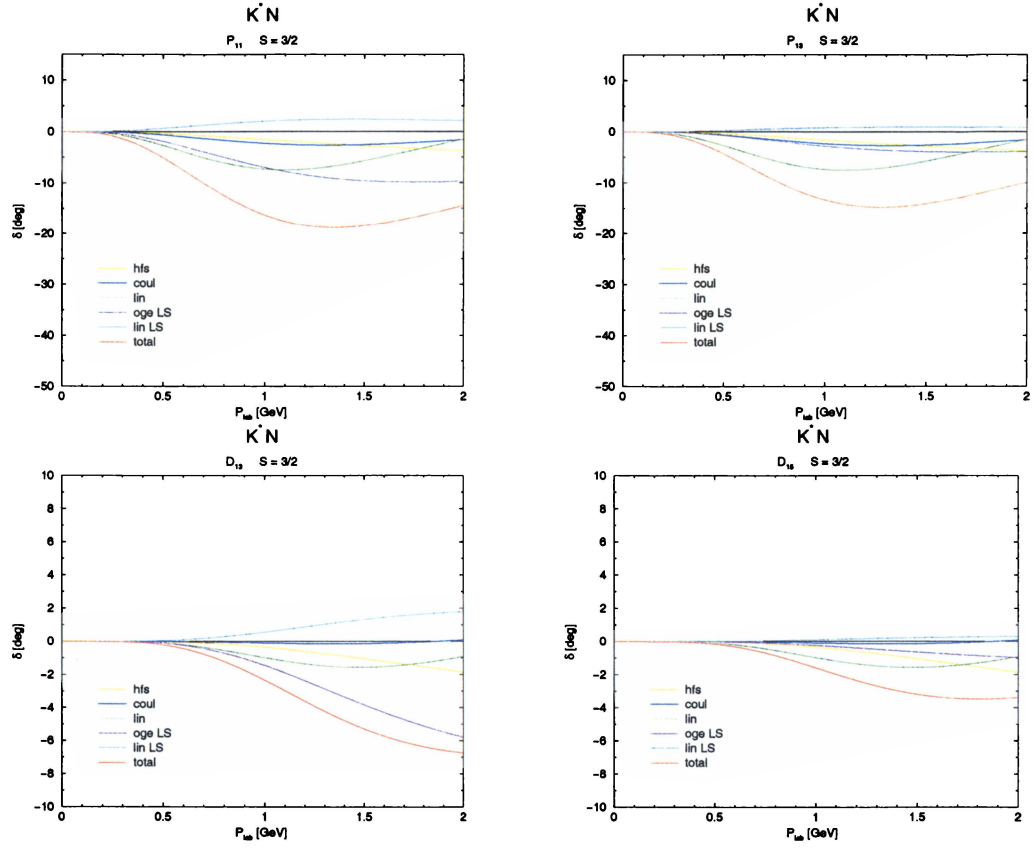 K*N
P₁₁ S = 3/2
10
0
−10
−20
−30
−40
−50
δ [deg]
hfs
coul
lin
oge LS
lin LS
total
0 0.5 1 1.5 2
P_lab [GeV]
K*N
P₁₃ S = 3/2
10
0
−10
−20
−30
−40
−50
δ [deg]
hfs
coul
lin
oge LS
lin LS
total
0 0.5 1 1.5 2
P_lab [GeV]
K*N
D₁₃ S = 3/2
10
8
6
4
2
0
−2
−4
−6
−8
−10
δ [deg]
hfs
coul
lin
oge LS
lin LS
total
0 0.5 1 1.5 2
P_lab [GeV]
K*N
D₁₅ S = 3/2
10
8
6
4
2
0
−2
−4
−6
−8
−10
δ [deg]
hfs
coul
lin
oge LS
lin LS
total
0 0.5 1 1.5 2
P_lab [GeV]